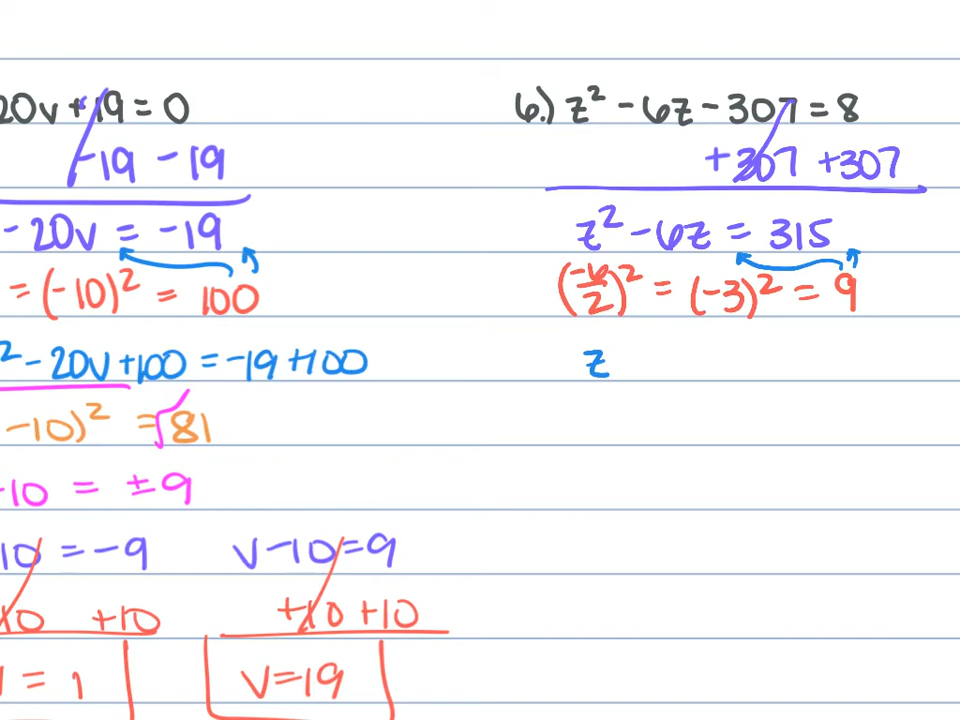 20v + 19 = 0
-19 -19
- 20v = -19
= (-10)² = 100
² - 20v + 100 = -19 + 100
-10)² = √81
-10 = ±9
10 = -9
+10 +10
v = 1
v - 10 = 9
+10 +10
v = 19
6.) z² - 6z - 307 = 8
+307 +307
z² - 6z = 315
(-6/2)² = (-3)² = 9
z